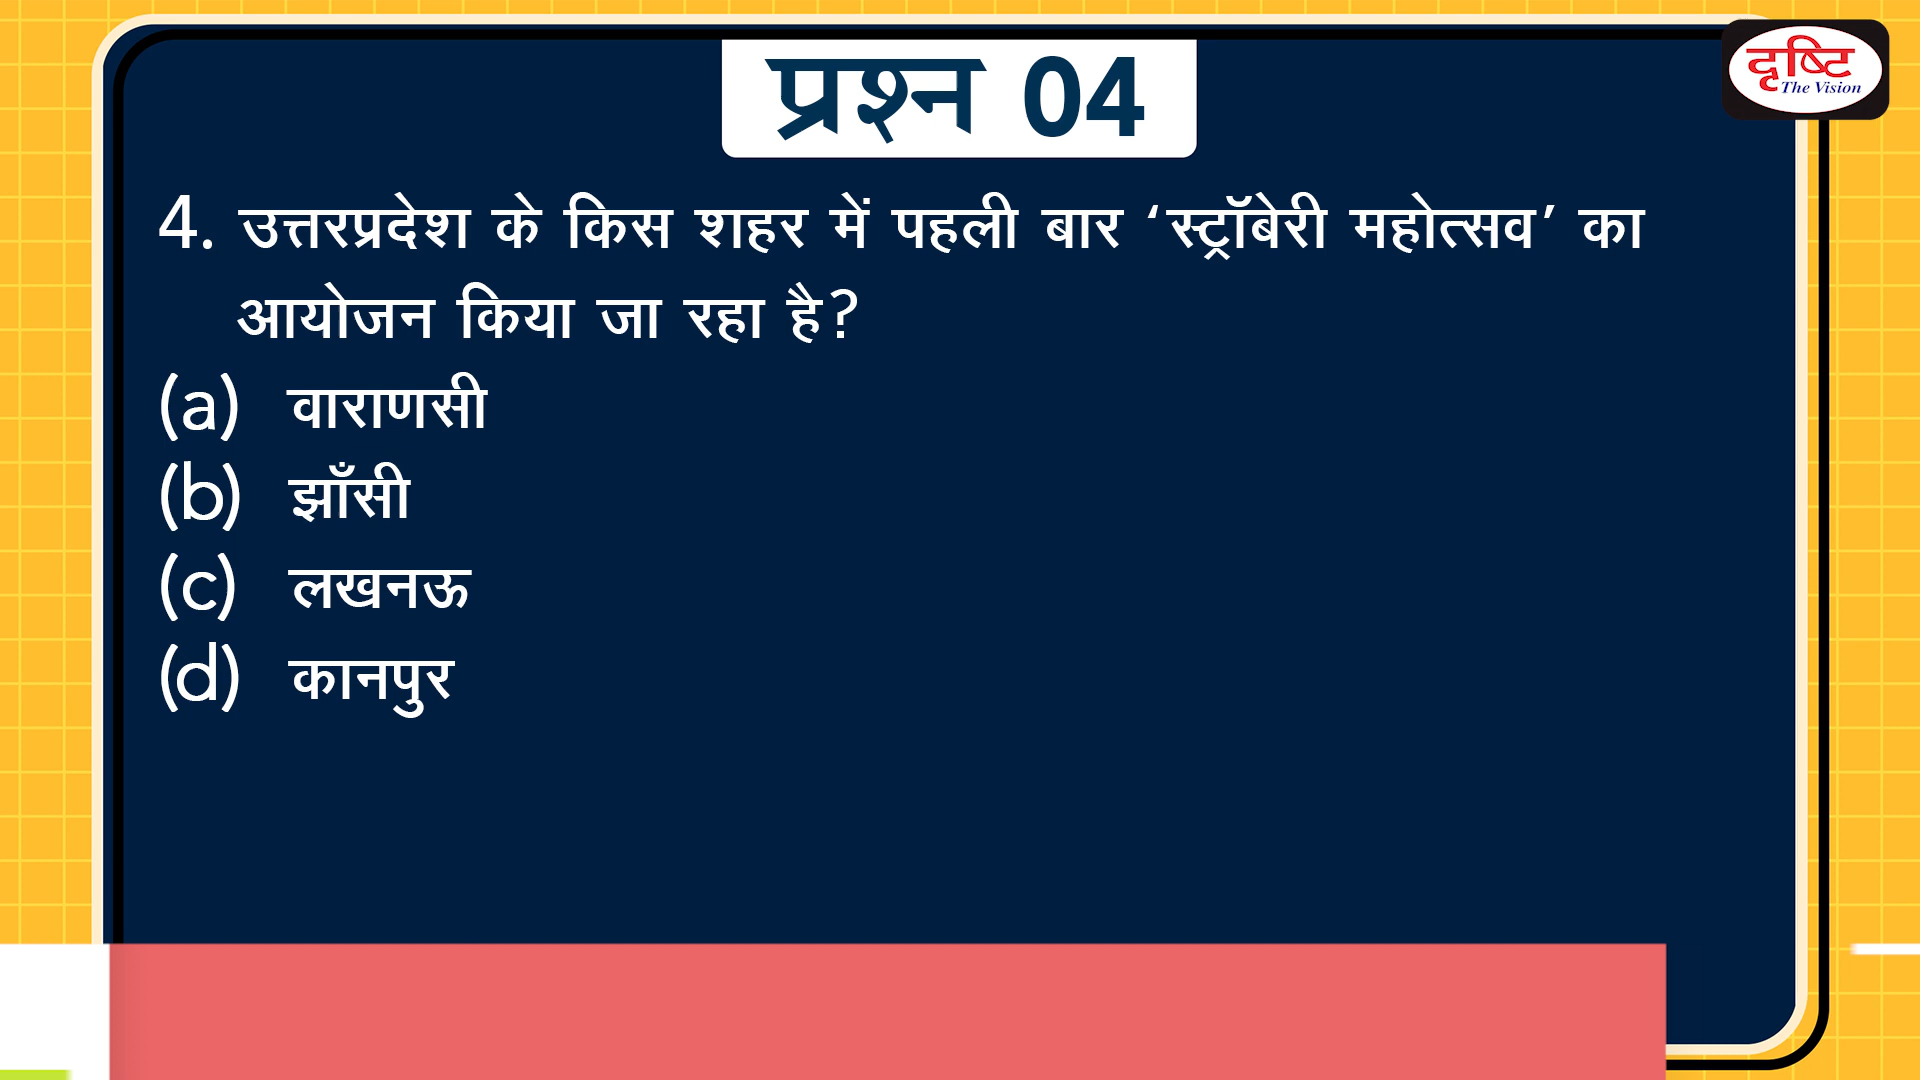 प्रश्न 04
दृष्टि
The Vision
4. उत्तरप्रदेश के किस शहर में पहली बार ‘स्ट्रॉबेरी महोत्सव’ का
आयोजन किया जा रहा है?
(a) वाराणसी
(b) झाँसी
(c) लखनऊ
(d) कानपुर